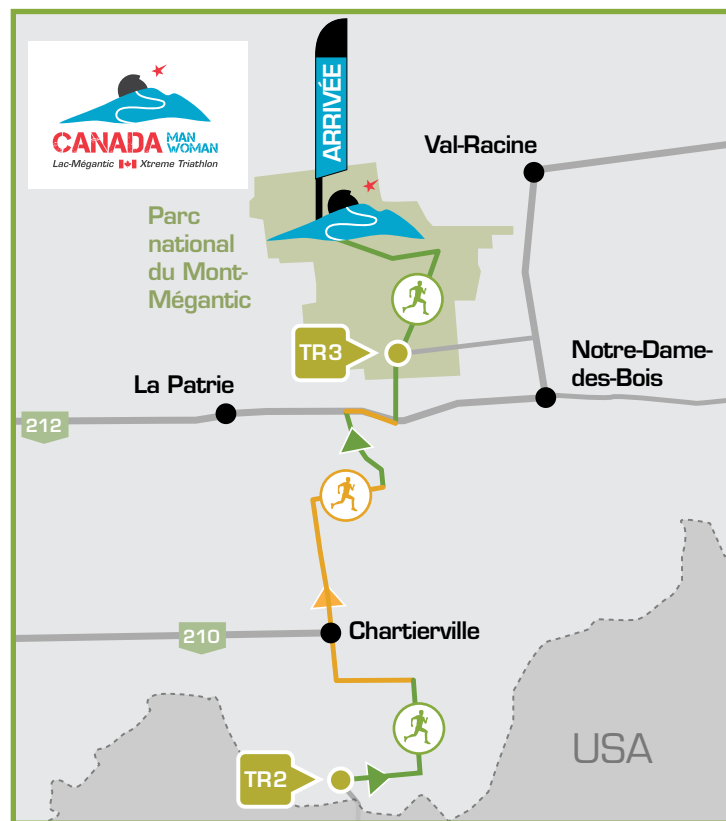 CANADA MAN
WOMAN
Lac-Mégantic Xtreme Triathlon
ARRIVÉE
Val-Racine
Parc
national
du Mont-
Mégantic
TR3
Notre-Dame-
des-Bois
La Patrie
212
210
Chartierville
USA
TR2